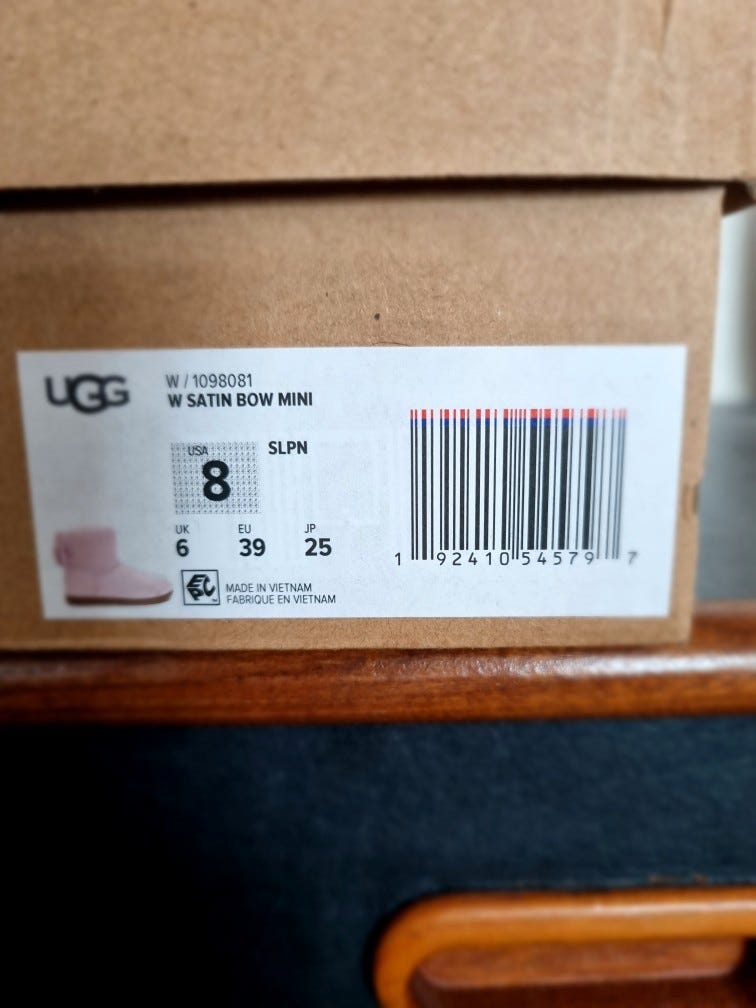 UGG
W / 1098081
W SATIN BOW MINI
USA
8
SLPN
UK
6
EU
39
JP
25
EPC
MADE IN VIETNAM
FABRIQUE EN VIETNAM
1 92410 54579 7